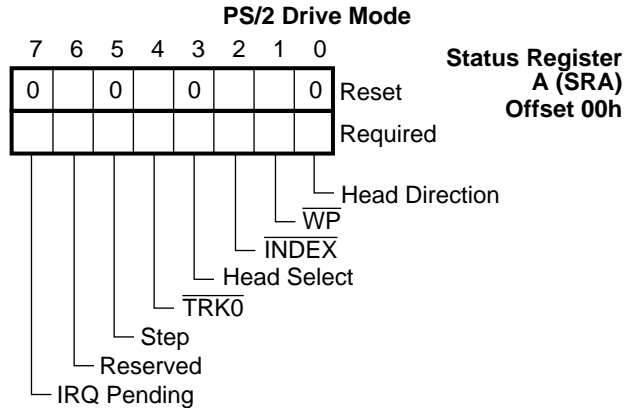 PS/2 Drive Mode
7 6 5 4 3 2 1 0
Status Register
A (SRA)
Offset 00h
0 0 0 0 Reset
Required
Head Direction
WP
INDEX
Head Select
TRK0
Step
Reserved
IRQ Pending